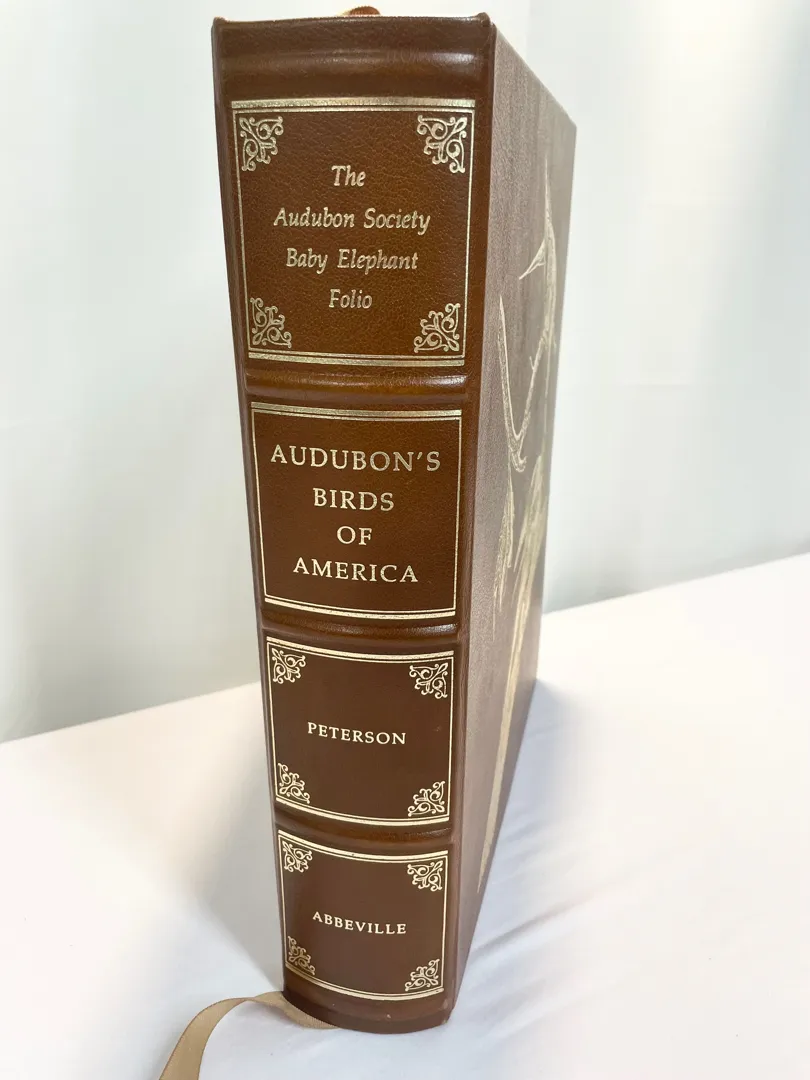 The
Audubon Society
Baby Elephant
Folio
AUDUBON'S
BIRDS
OF
AMERICA
PETERSON
ABBEVILLE